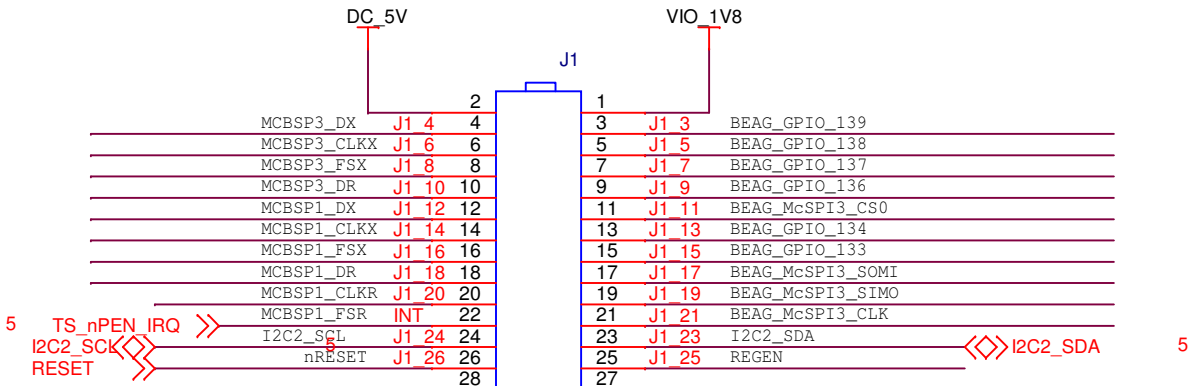 DC_5V VIO_1V8
J1
2 1
MCBSP3_DX J1_4 4 3 J1_3 BEAG_GPIO_139
MCBSP3_CLKX J1_6 6 5 J1_5 BEAG_GPIO_138
MCBSP3_FSX J1_8 8 7 J1_7 BEAG_GPIO_137
MCBSP3_DR J1_10 10 9 J1_9 BEAG_GPIO_136
MCBSP1_DX J1_12 12 11 J1_11 BEAG_McSPI3_CS0
MCBSP1_CLKX J1_14 14 13 J1_13 BEAG_GPIO_134
MCBSP1_FSX J1_16 16 15 J1_15 BEAG_GPIO_133
MCBSP1_DR J1_18 18 17 J1_17 BEAG_McSPI3_SOMI
MCBSP1_CLKR J1_20 20 19 J1_19 BEAG_McSPI3_SIMO
5 TS_nPEN_IRQ MCBSP1_FSR INT 22 21 J1_21 BEAG_McSPI3_CLK
I2C2_SCL I2C2_SCL 5 J1_24 24 23 J1_23 I2C2_SDA I2C2_SDA 5
RESET nRESET J1_26 26 25 J1_25 REGEN
28 27